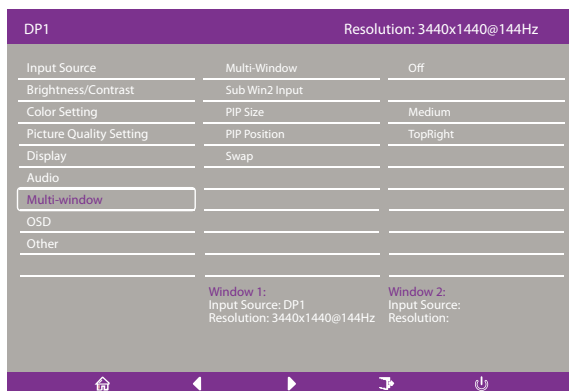 DP1 Resolution: 3440x1440@144Hz
Input Source Multi-Window Off
Brightness/Contrast Sub Win2 Input
Color Setting PIP Size Medium
Picture Quality Setting PIP Position TopRight
Display Swap
Audio
Multi-window
OSD
Other
Window 1: Window 2:
Input Source: DP1 Input Source:
Resolution: 3440x1440@144Hz Resolution: